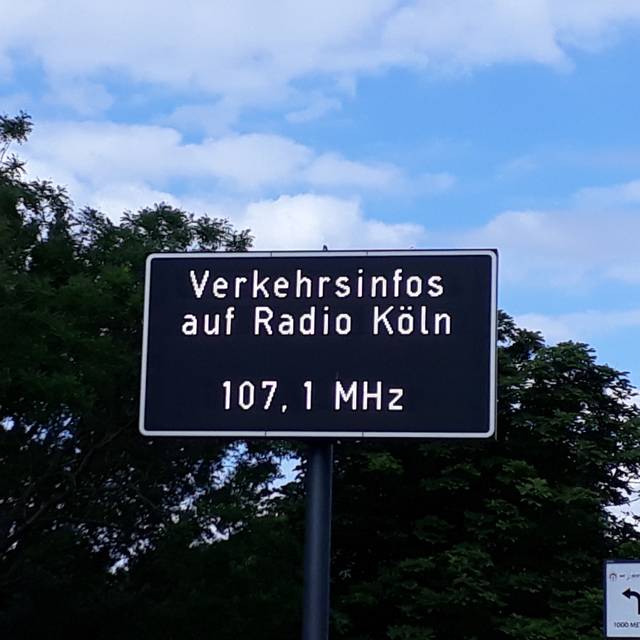 Verkehrsinfos
auf Radio Köln
107,1 MHz